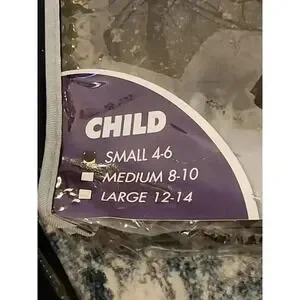 CHILD
SMALL 4-6
MEDIUM 8-10
LARGE 12-14